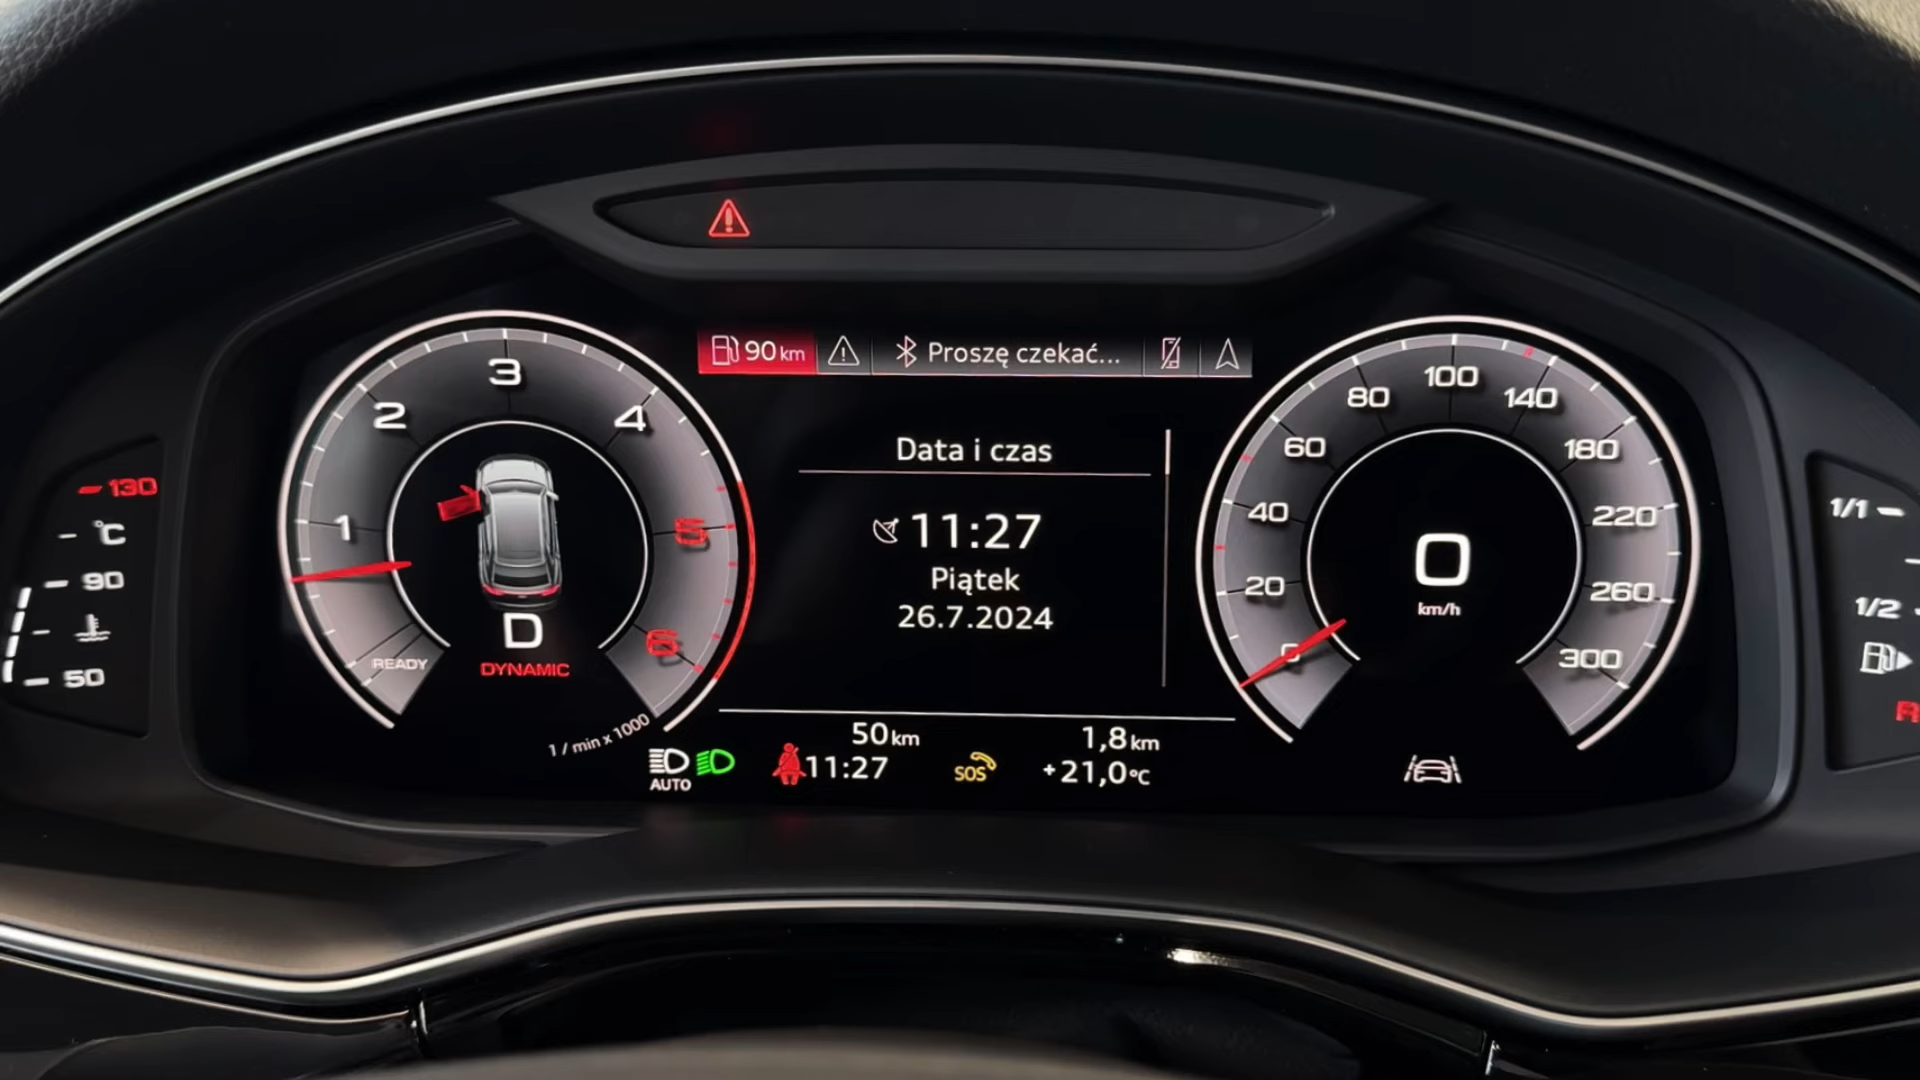 90 km
Proszę czekać...
Data i czas
11:27
Piątek
26.7.2024
1
2
3
4
5
6
READY
D
DYNAMIC
1 / min x 1000
0
20
40
60
80
100
140
180
220
260
300
0
km/h
130
°C
90
50
1/1
1/2
R
AUTO
50 km
11:27
SOS
1,8 km
+21,0 °C